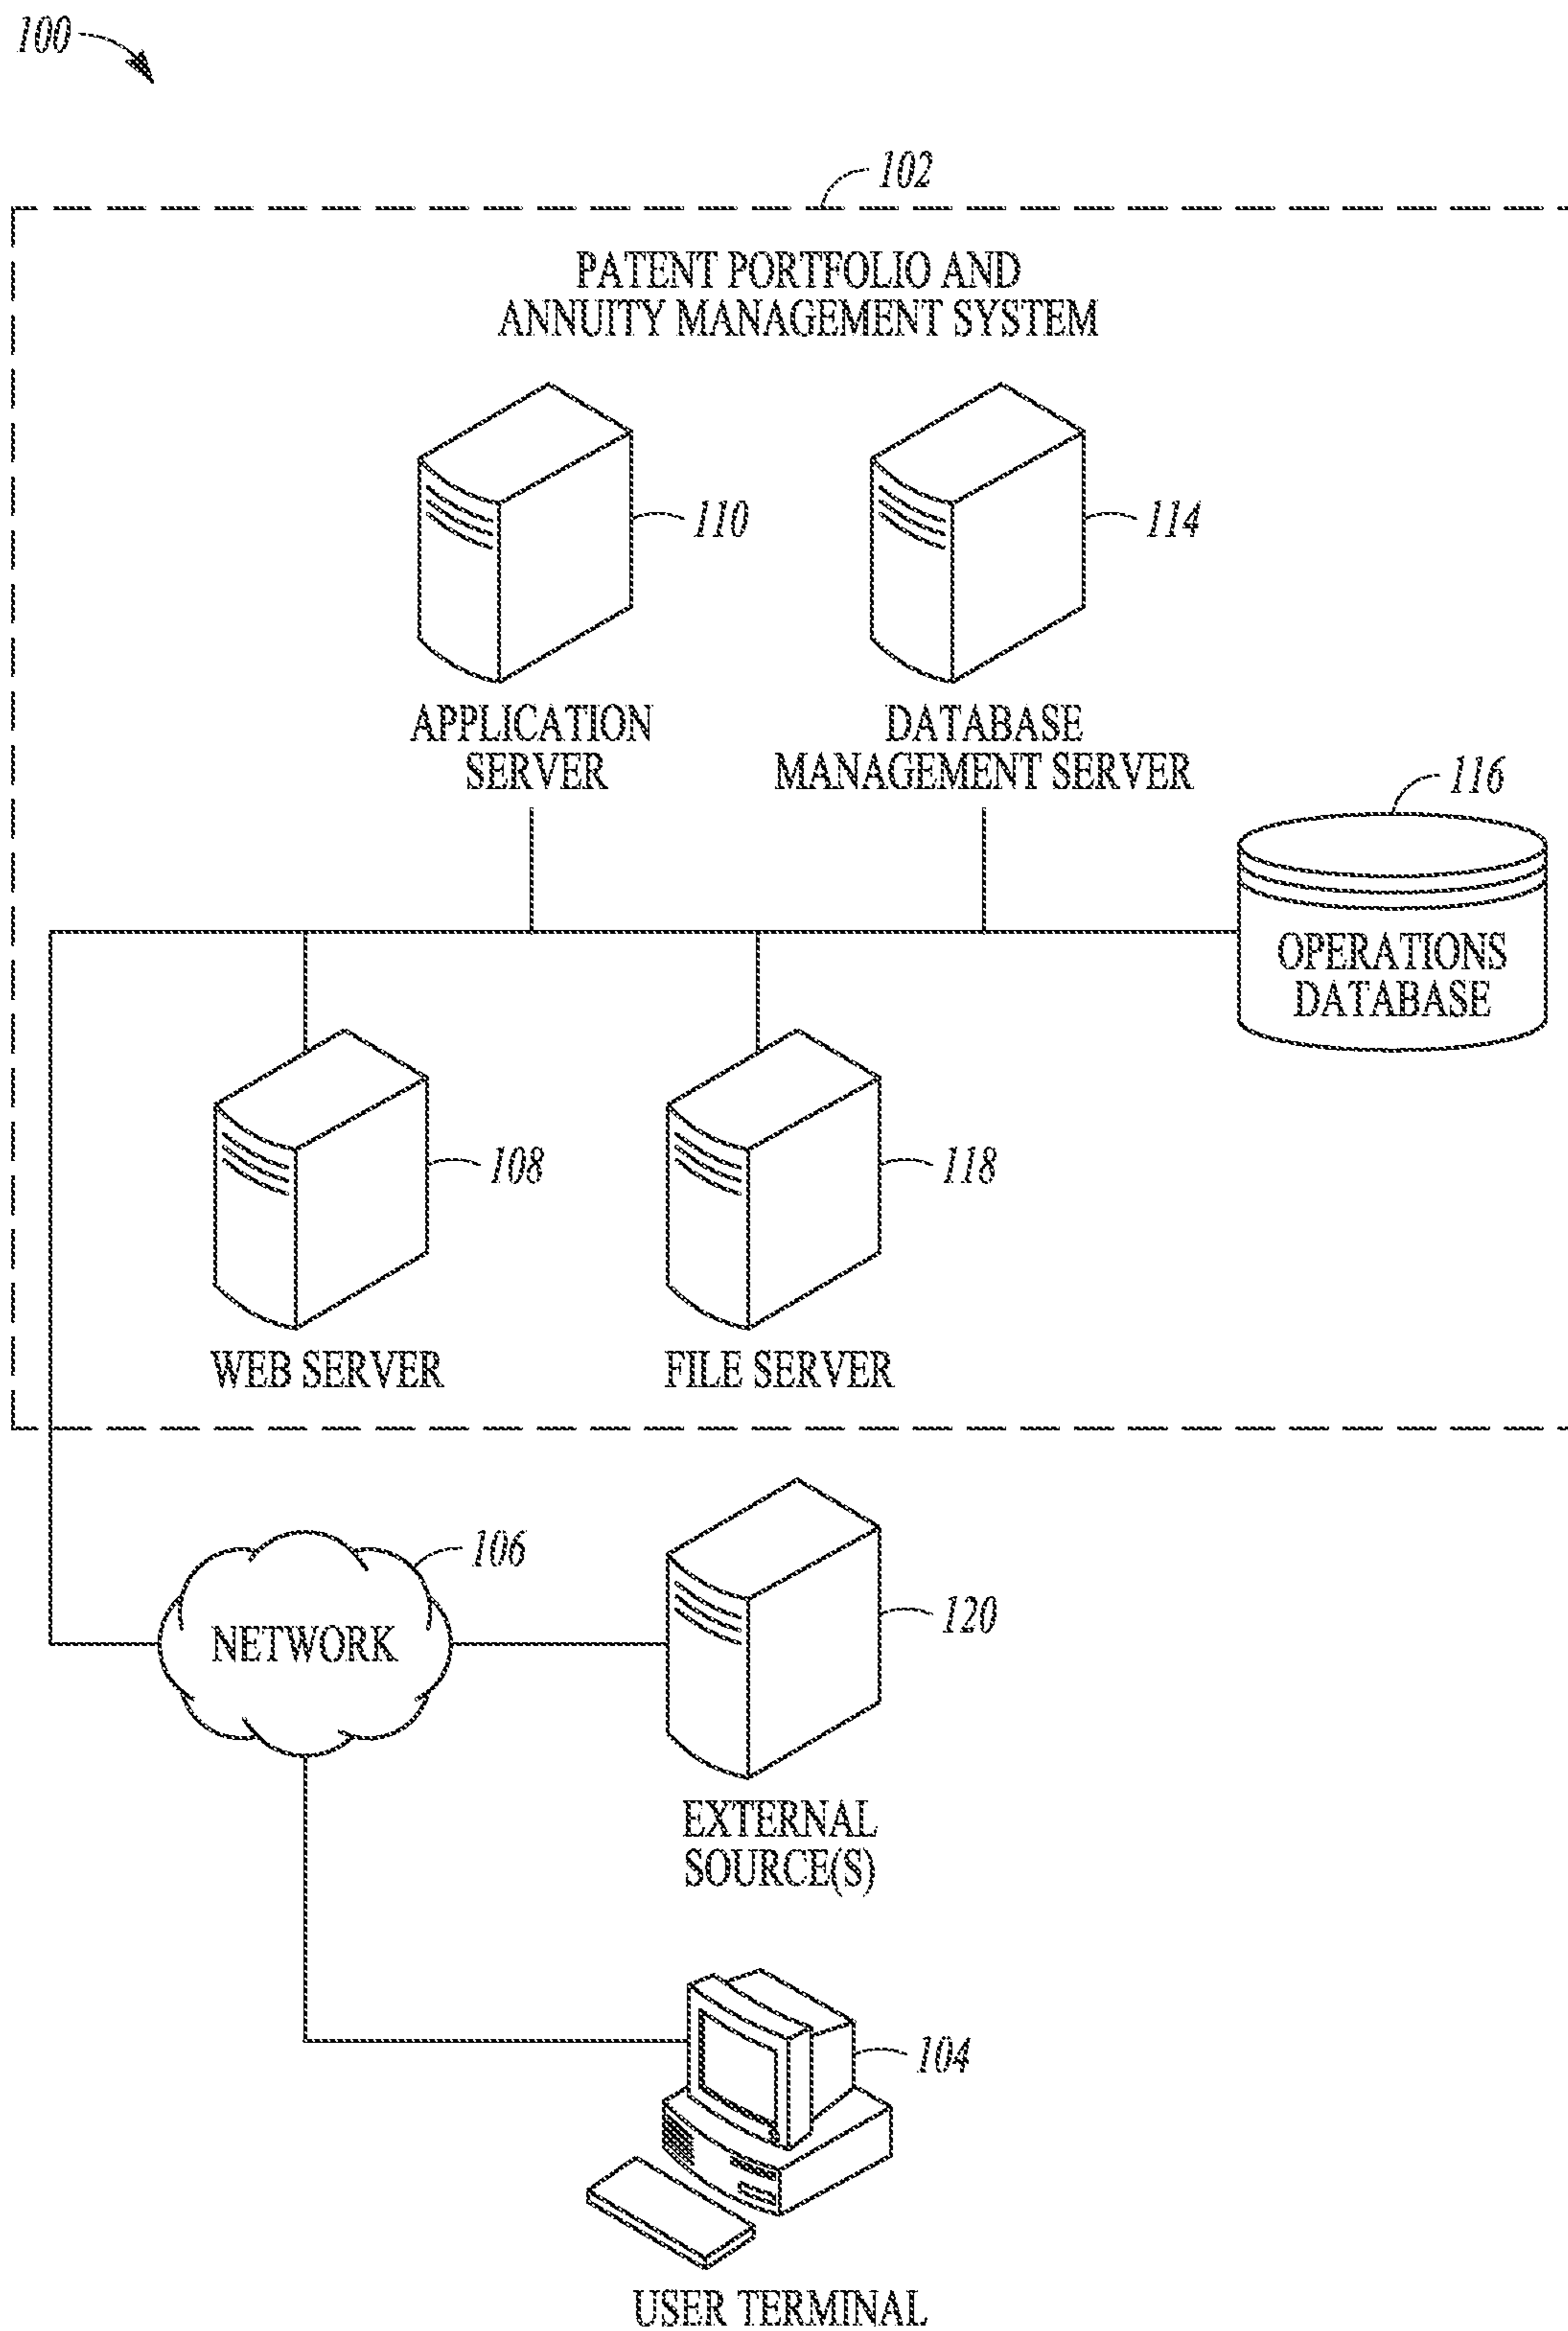 100
102
PATENT PORTFOLIO AND
ANNUITY MANAGEMENT SYSTEM
110
114
APPLICATION
SERVER
DATABASE
MANAGEMENT SERVER
116
OPERATIONS
DATABASE
108
118
WEB SERVER
FILE SERVER
106
NETWORK
120
EXTERNAL
SOURCE(S)
104
USER TERMINAL